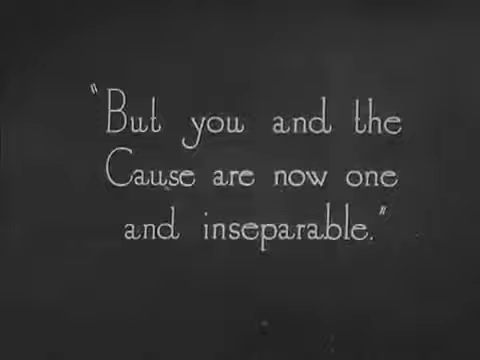 "But you and the
Cause are now one
and inseparable."